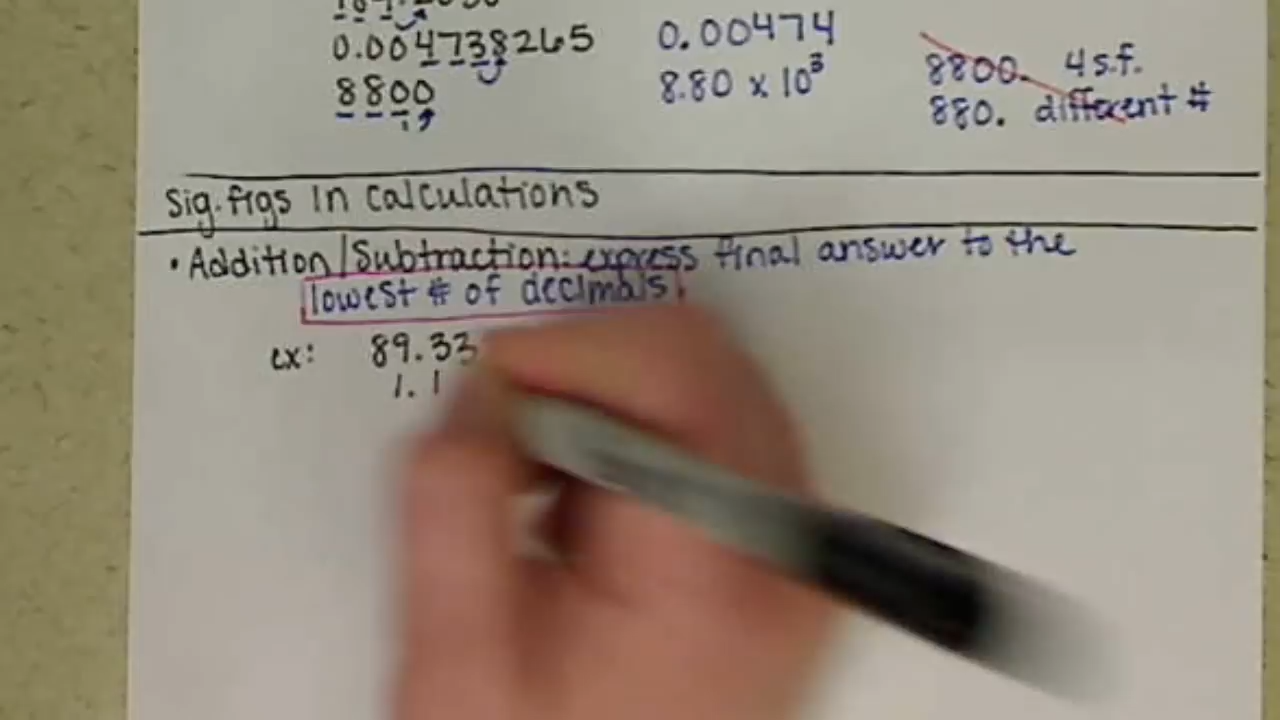 0.004738265
0.00474
8800
8.80 x 10³
8800. 4 s.f.
880. different #
Sig. figs in Calculations
• Addition/Subtraction: express final answer to the
lowest # of decimals.
ex: 89.33
1.1